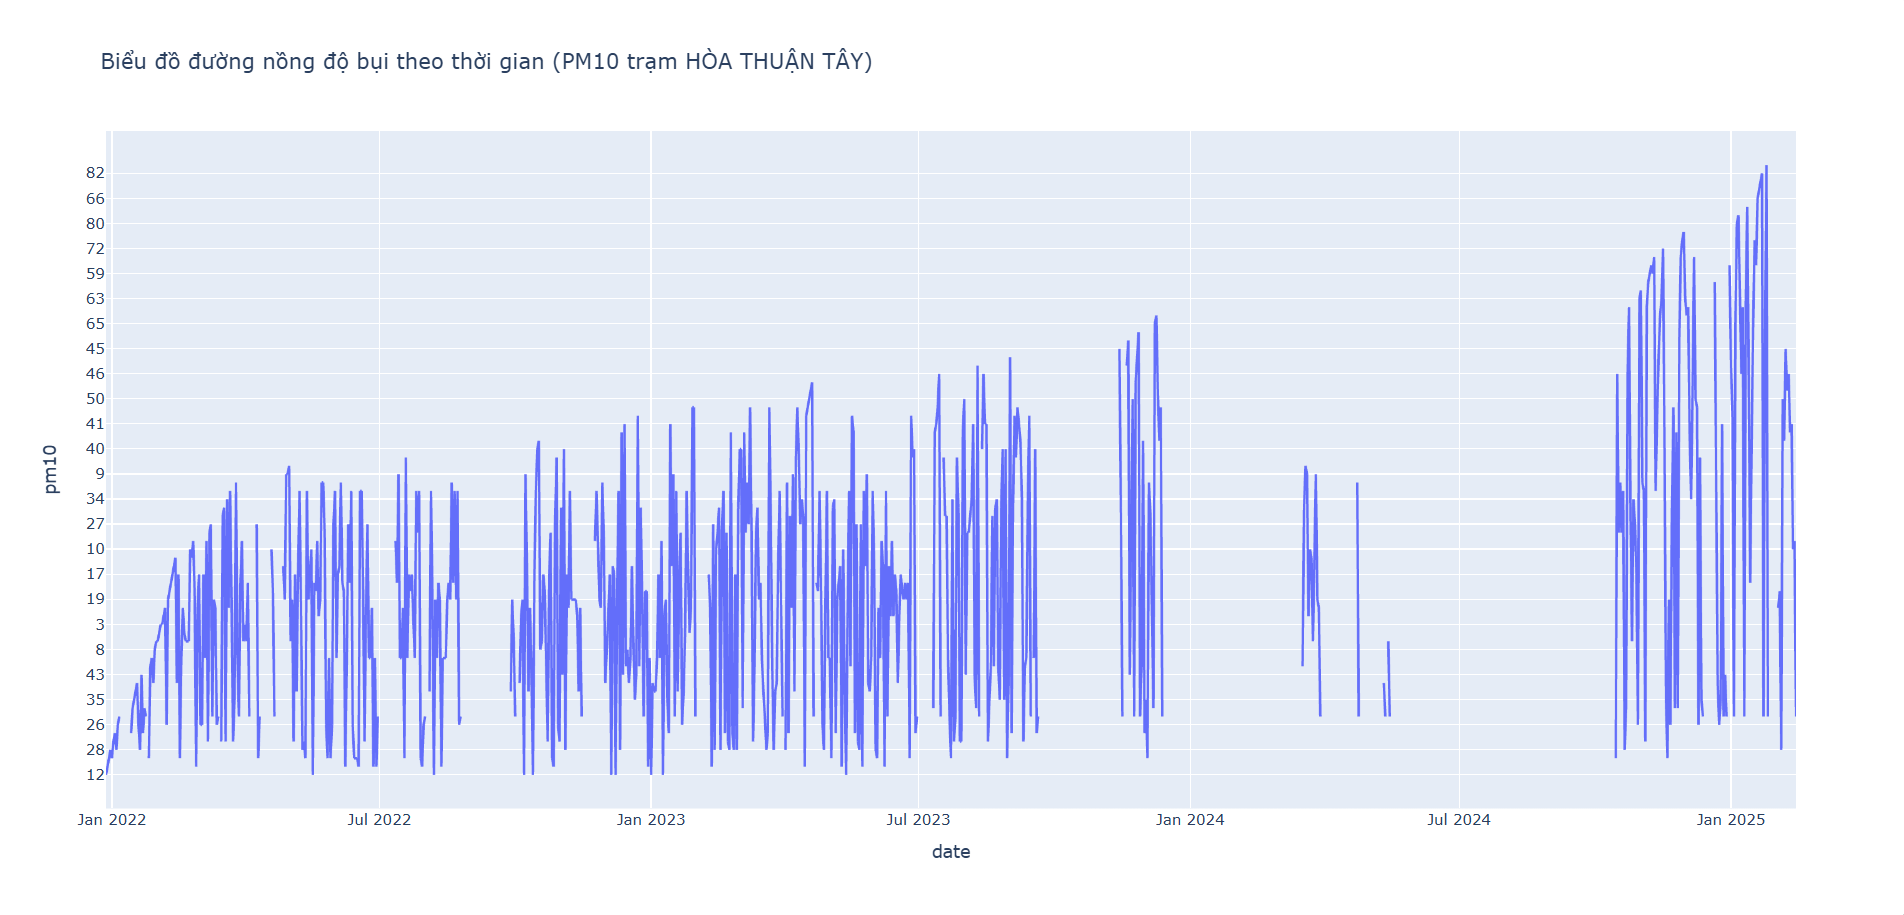 Biểu đồ đường nồng độ bụi theo thời gian (PM10 trạm HÒA THUẬN TÂY)
82
66
80
72
59
63
65
45
46
50
41
40
9
34
27
10
17
19
3
8
43
35
26
28
12
pm10
Jan 2022
Jul 2022
Jan 2023
Jul 2023
Jan 2024
Jul 2024
Jan 2025
date